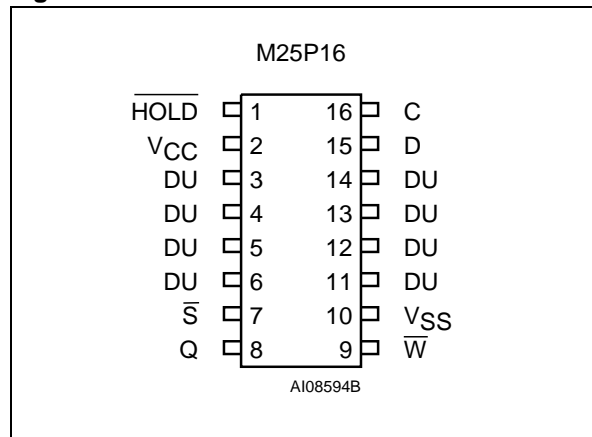 M25P16
H̅O̅L̅D̅ 1 16 C
VCC 2 15 D
DU 3 14 DU
DU 4 13 DU
DU 5 12 DU
DU 6 11 DU
S̅ 7 10 VSS
Q 8 9 W̅
AI08594B